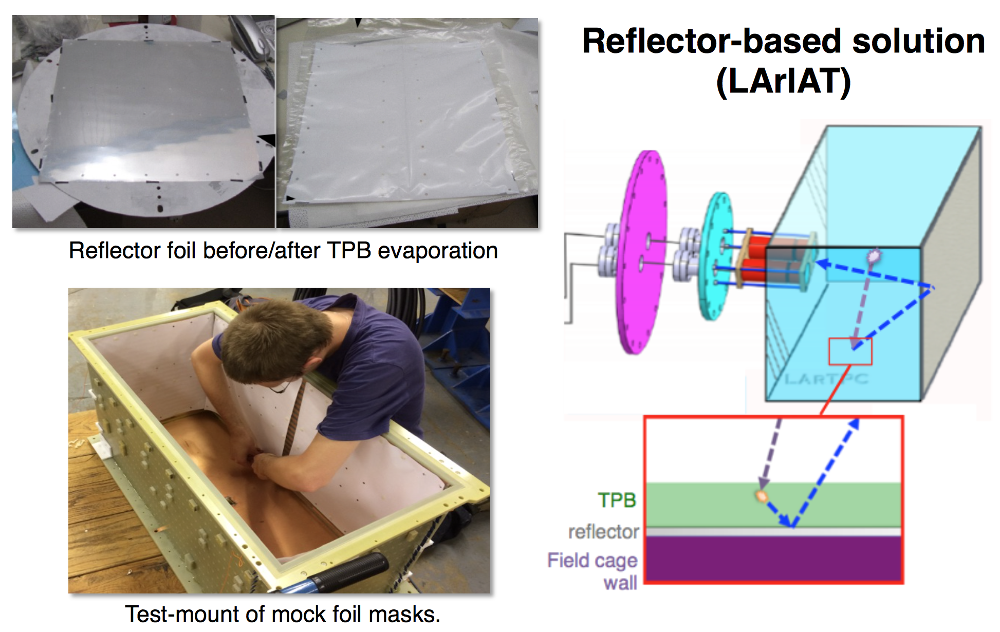 Reflector-based solution
(LArIAT)
Reflector foil before/after TPB evaporation
LArTPC
TPB
reflector
Field cage
wall
Test-mount of mock foil masks.